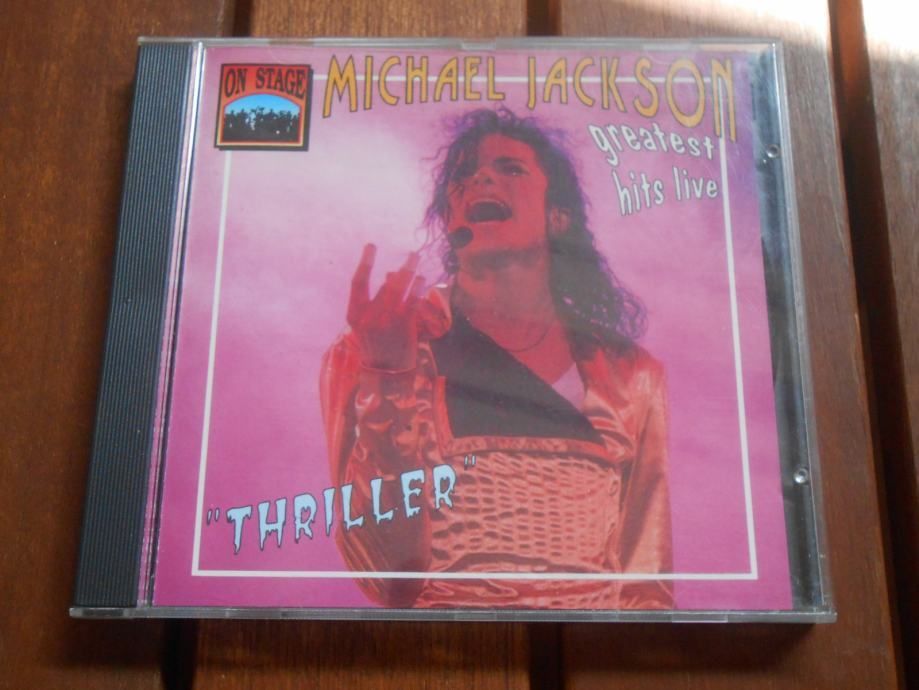 ON STAGE
MICHAEL JACKSON
greatest
hits live
"THRILLER"